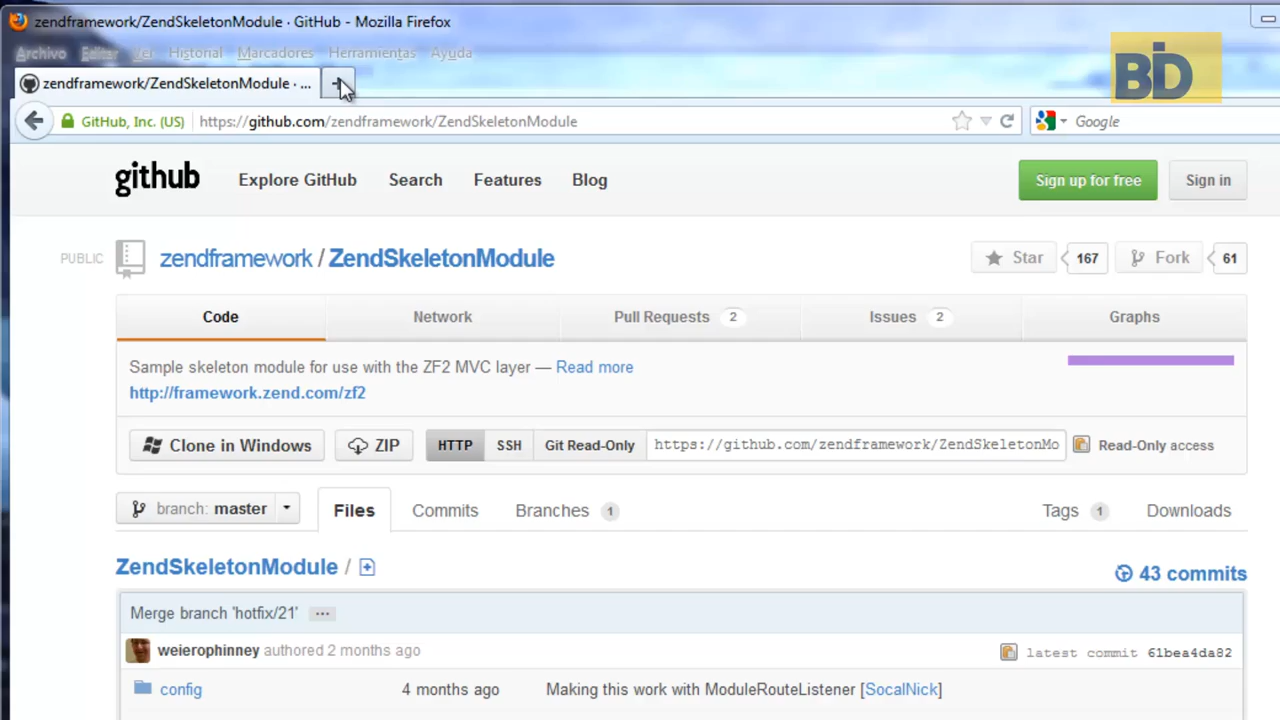 zendframework/ZendSkeletonModule · GitHub - Mozilla Firefox
Archivo Editar Ver Historial Marcadores Herramientas Ayuda
BID
zendframework/ZendSkeletonModule · ...
GitHub, Inc. (US) https://github.com/zendframework/ZendSkeletonModule Google
github Explore GitHub Search Features Blog Sign up for free Sign in
PUBLIC zendframework / ZendSkeletonModule Star 167 Fork 61
Code Network Pull Requests 2 Issues 2 Graphs
Sample skeleton module for use with the ZF2 MVC layer — Read more
http://framework.zend.com/zf2
Clone in Windows ZIP HTTP SSH Git Read-Only https://github.com/zendframework/ZendSkeletonMo Read-Only access
branch: master Files Commits Branches 1 Tags 1 Downloads
ZendSkeletonModule / 43 commits
Merge branch 'hotfix/21' ...
weierophinney authored 2 months ago latest commit 61bea4da82
config 4 months ago Making this work with ModuleRouteListener [SocalNick]